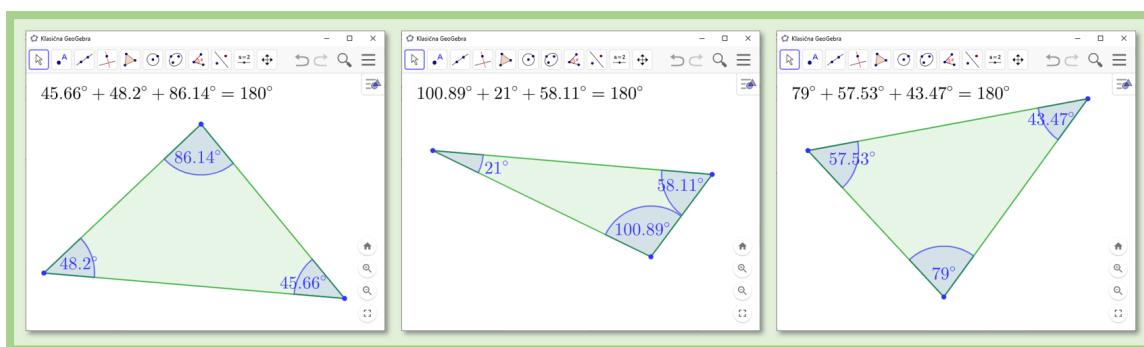 Klasična GeoGebra
45.66° + 48.2° + 86.14° = 180°
86.14°
48.2°
45.66°
Klasična GeoGebra
100.89° + 21° + 58.11° = 180°
21°
58.11°
100.89°
Klasična GeoGebra
79° + 57.53° + 43.47° = 180°
43.47°
57.53°
79°